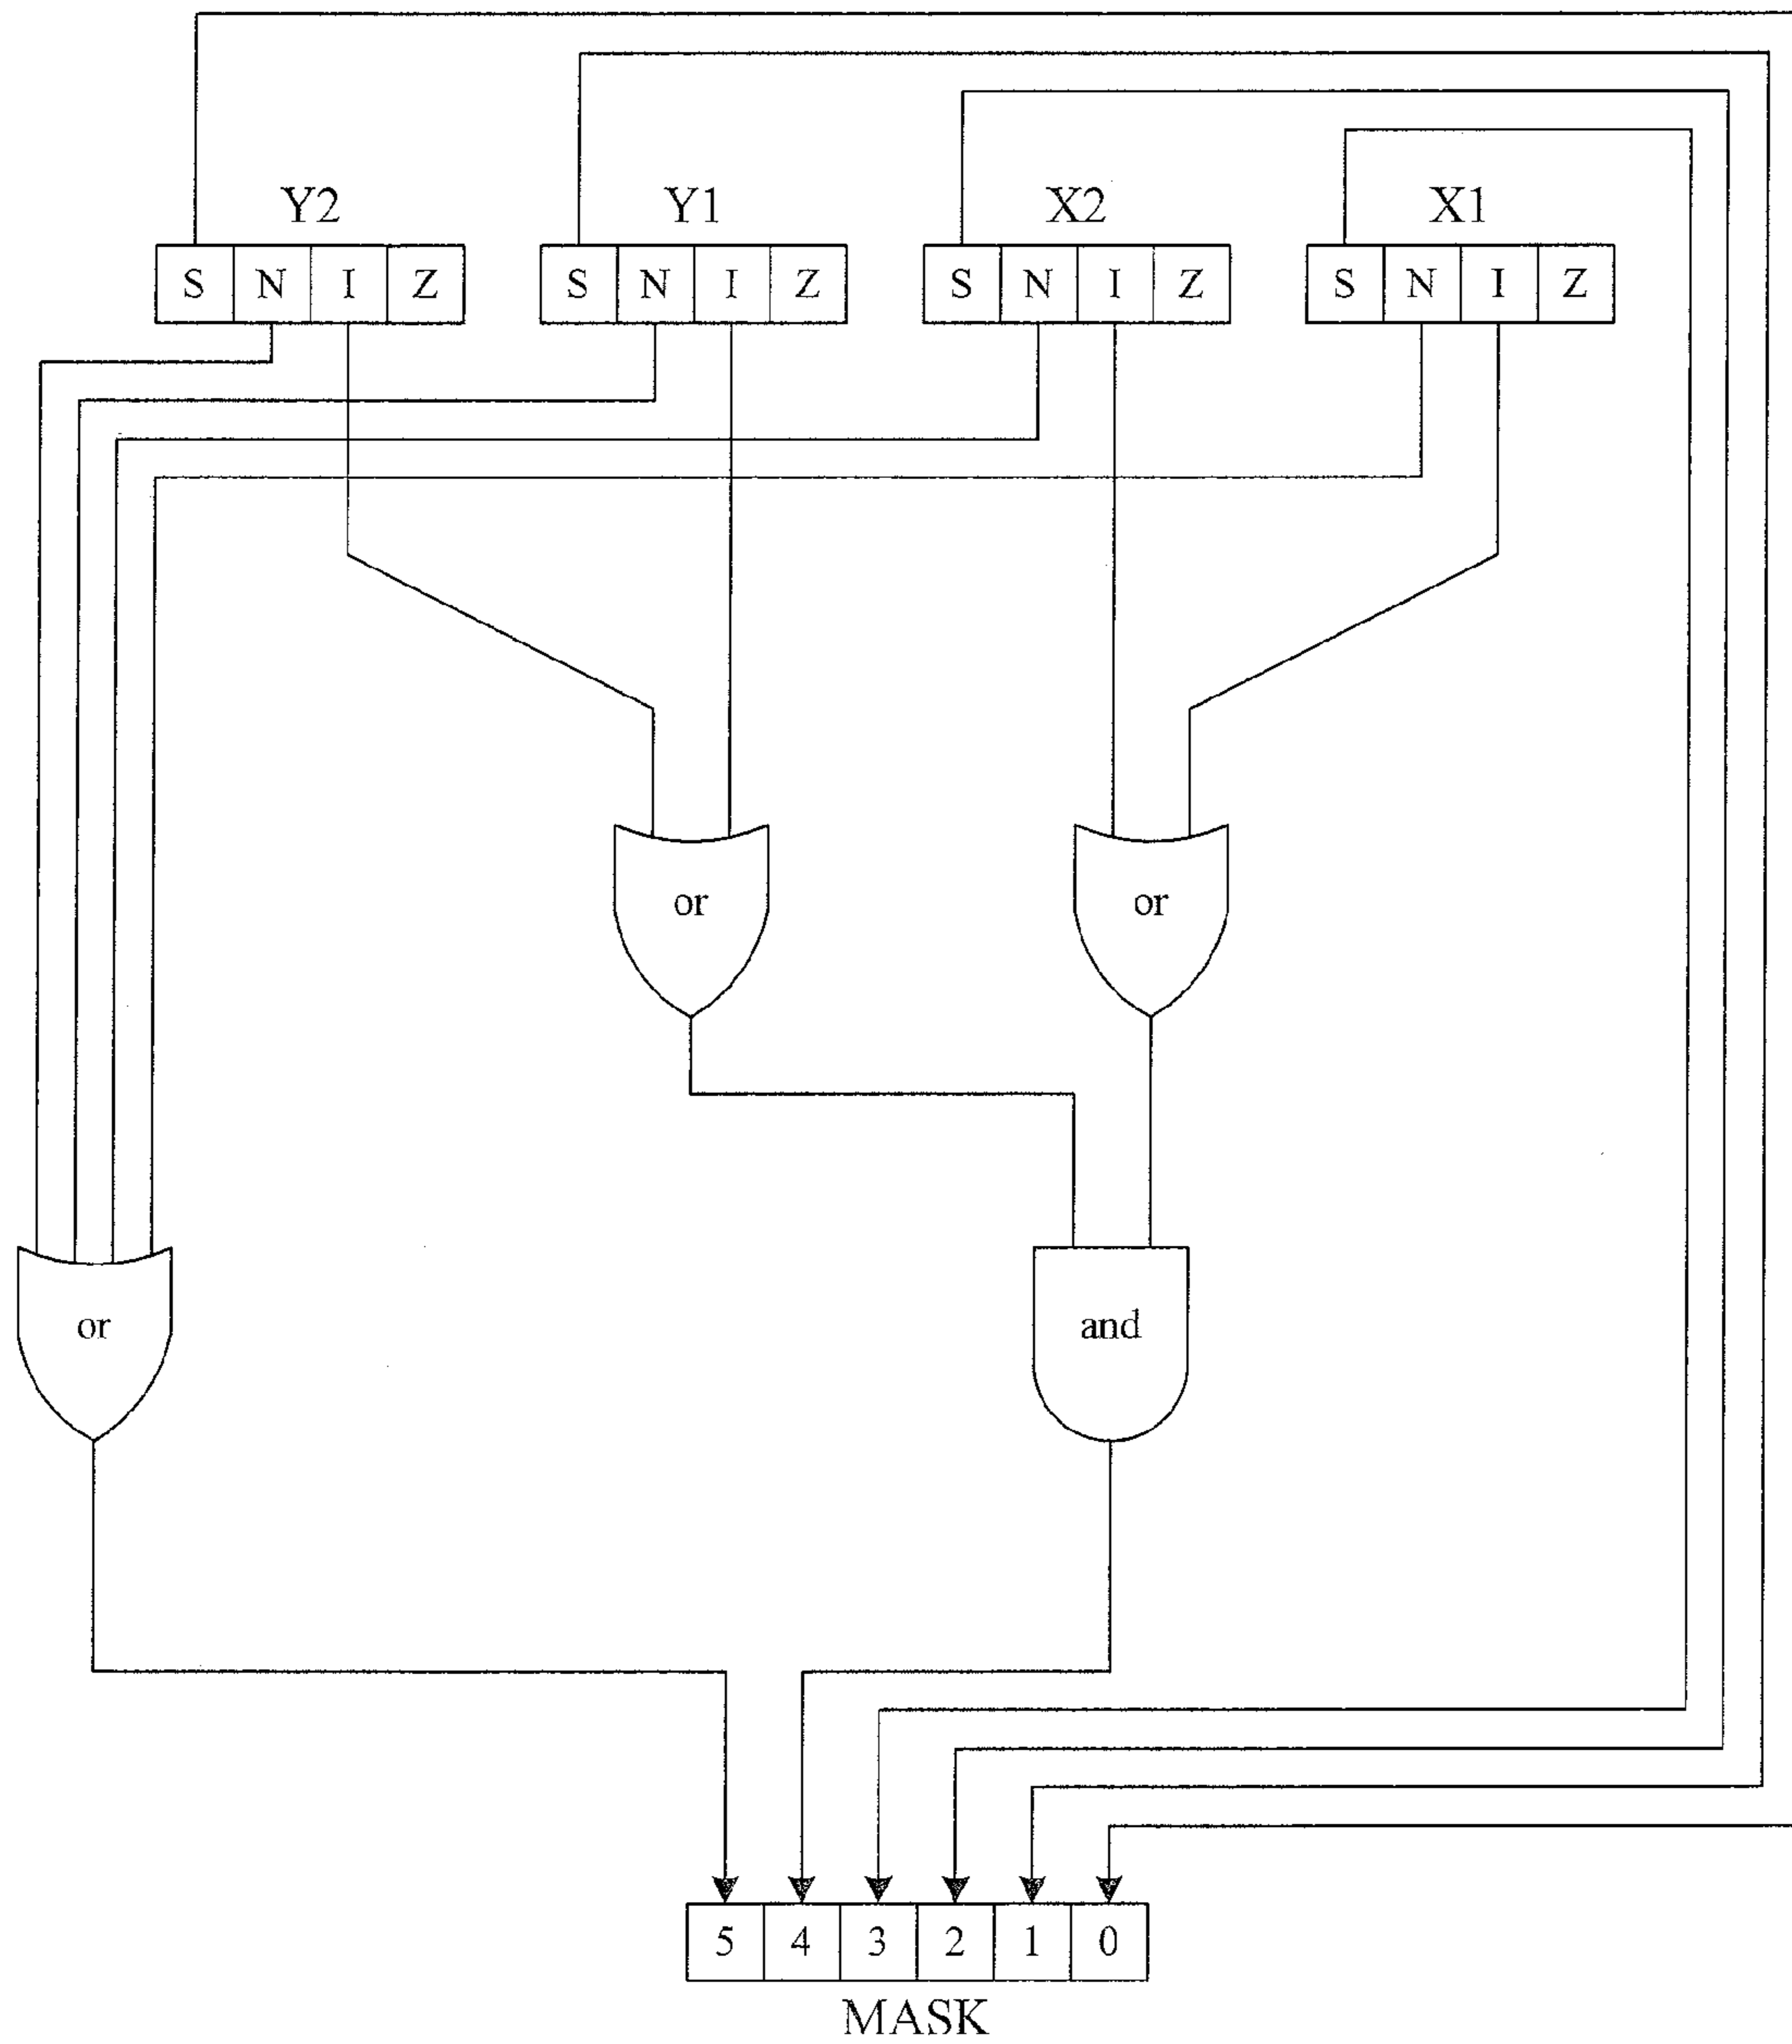 Y2 Y1 X2 X1
S N I Z S N I Z S N I Z S N I Z
or or
or and
5 4 3 2 1 0
MASK